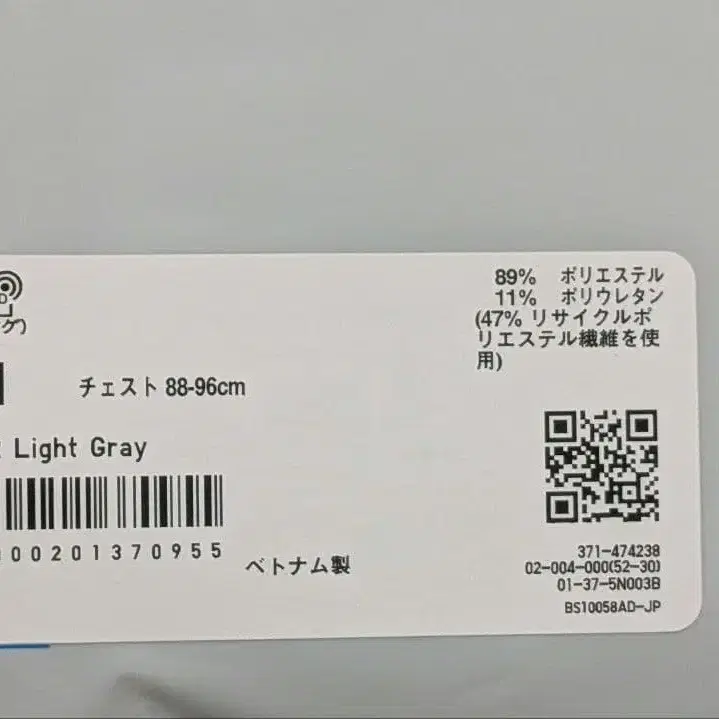 グ)
チェスト 88-96cm
Light Gray
00201370955
ベトナム製
89% ポリエステル
11% ポリウレタン
(47% リサイクルポ
リエステル繊維を使
用)
371-474238
02-004-000(52-30)
01-37-5N003B
BS10058AD-JP